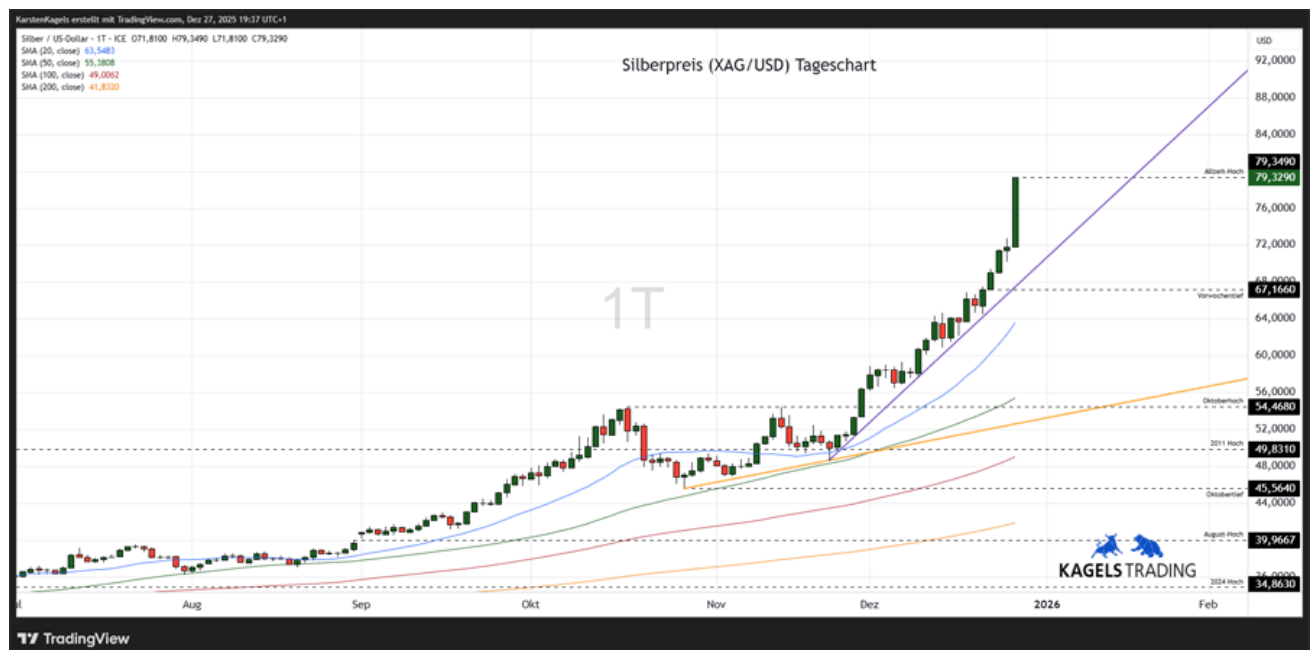 KarstenKagels erstellt mit TradingView.com, Dez 27, 2025 19:37 UTC+1
Silber / US-Dollar · 1T · ICE O71,8100 H79,3490 L71,8100 C79,3290
SMA (20, close) 63,5483
SMA (50, close) 55,3808
SMA (100, close) 49,0062
SMA (200, close) 41,8320
Silberpreis (XAG/USD) Tageschart
USD
92,0000
88,0000
84,0000
79,3490
Allzeit-Hoch
79,3290
76,0000
72,0000
68,0000
67,1660
Vorwochentief
64,0000
60,0000
56,0000
Oktoberhoch
54,4680
52,0000
2011 Hoch
49,8310
48,0000
45,5640
Oktobertief
44,0000
August-Hoch
39,9667
36,0000
2024 Hoch
34,8630
1T
KAGELS TRADING
ul Aug Sep Okt Nov Dez 2026 Feb
TradingView